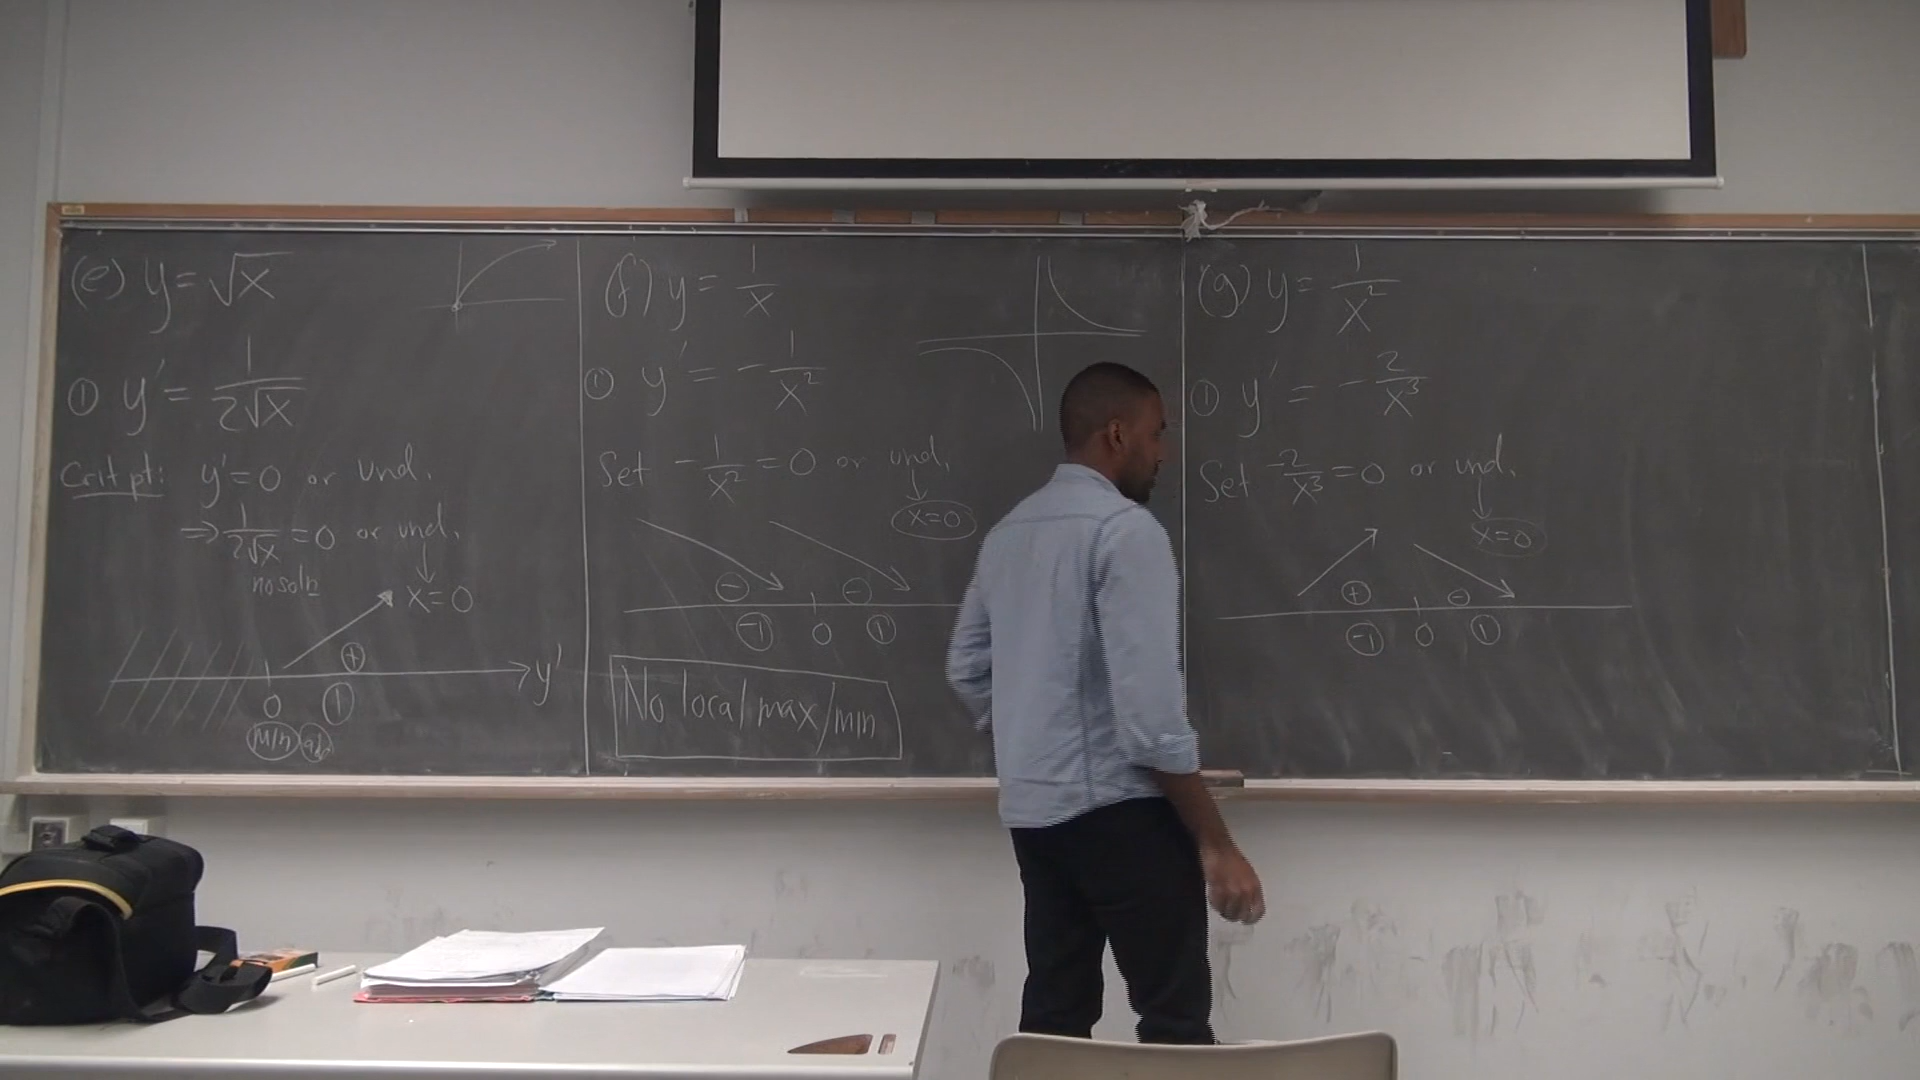 (e) y = √x
① y' = 1/(2√x)
Crit pt: y' = 0 or und.
⇒ 1/(2√x) = 0 or und.
no soln
x = 0
⊕ y'
0 ①
Min
(f) y = 1/x
① y' = -1/x²
Set -1/x² = 0 or und.
x = 0
⊖ ⊖
-1 0 1
No local max/min
(g) y = 1/x²
① y' = -2/x³
Set -2/x³ = 0 or und.
x = 0
⊕ ⊖
-1 0 1